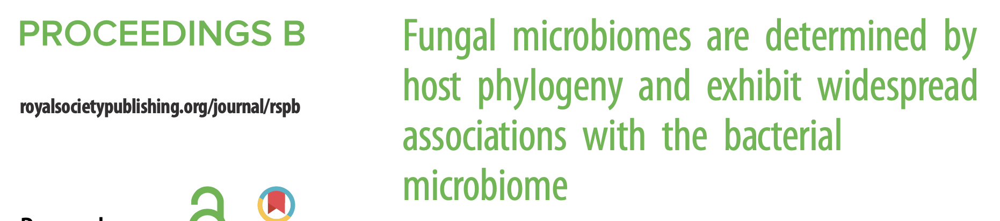 PROCEEDINGS B
royalsocietypublishing.org/journal/rspb
Fungal microbiomes are determined by
host phylogeny and exhibit widespread
associations with the bacterial
microbiome